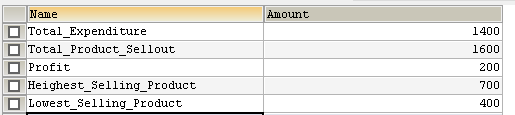 Name Amount
Total_Expenditure 1400
Total_Product_Sellout 1600
Profit 200
Heighest_Selling_Product 700
Lowest_Selling_Product 400